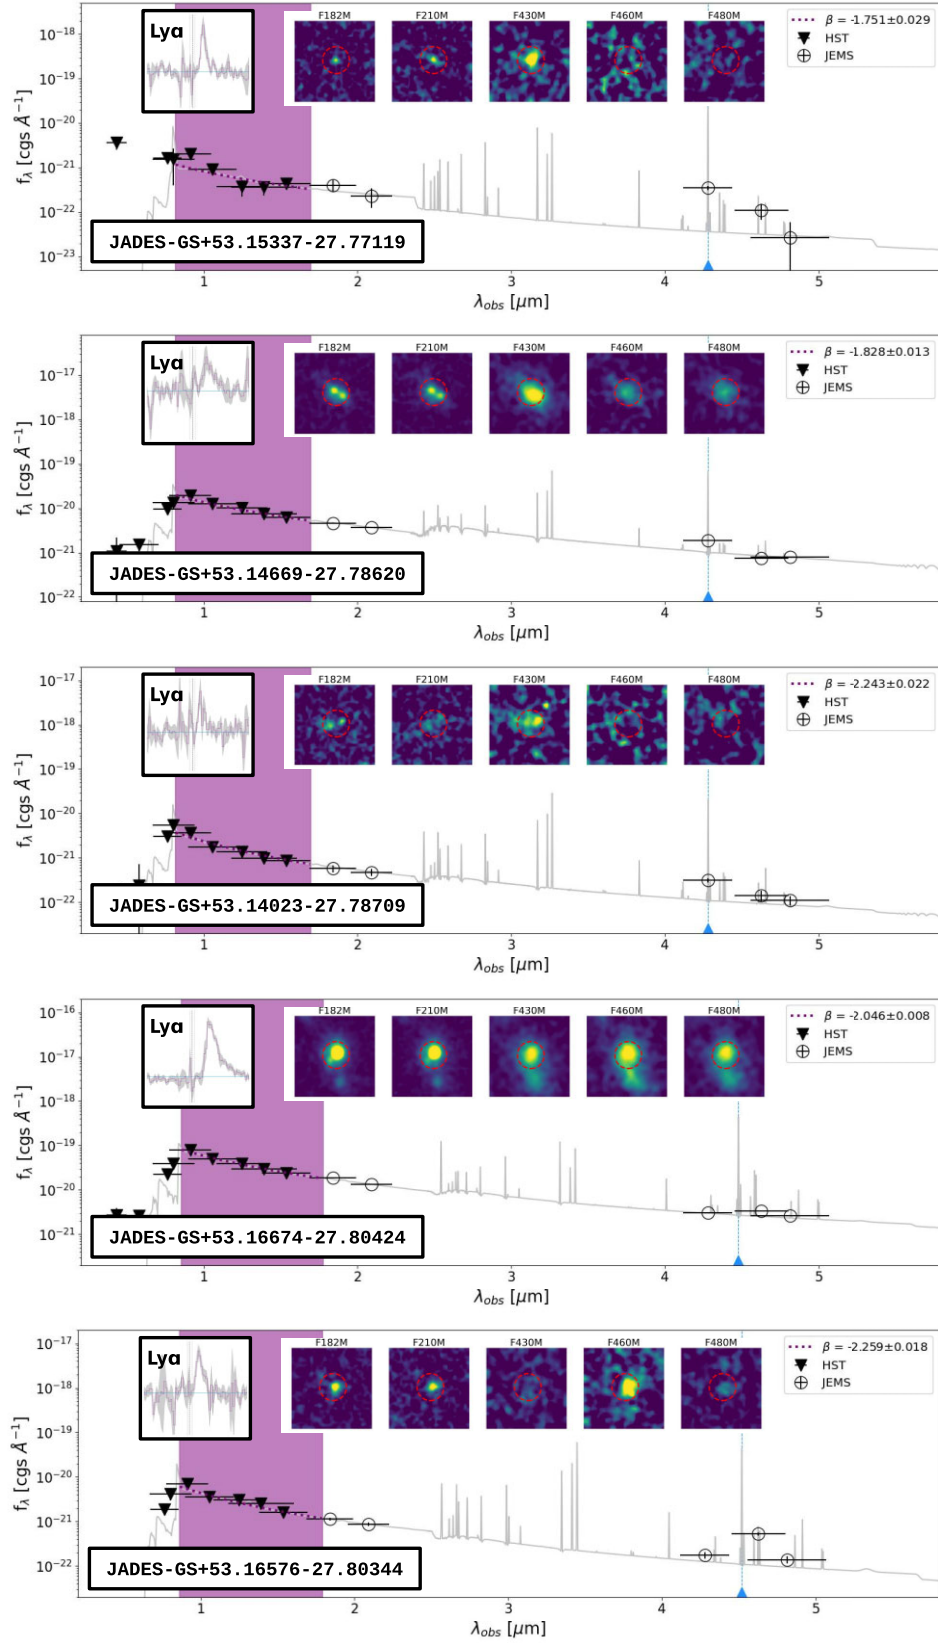 Lyα
F182M F210M F430M F460M F480M
β = -1.751±0.029
HST
JEMS
10⁻¹⁸
10⁻¹⁹
10⁻²⁰
10⁻²¹
10⁻²²
10⁻²³
f_λ [cgs Å⁻¹]
JADES-GS+53.15337-27.77119
1 2 3 4 5
λ_obs [μm]
Lyα
F182M F210M F430M F460M F480M
β = -1.828±0.013
HST
JEMS
10⁻¹⁷
10⁻¹⁸
10⁻¹⁹
10⁻²⁰
10⁻²¹
10⁻²²
f_λ [cgs Å⁻¹]
JADES-GS+53.14669-27.78620
1 2 3 4 5
λ_obs [μm]
Lyα
F182M F210M F430M F460M F480M
β = -2.243±0.022
HST
JEMS
10⁻¹⁷
10⁻¹⁸
10⁻¹⁹
10⁻²⁰
10⁻²¹
10⁻²²
f_λ [cgs Å⁻¹]
JADES-GS+53.14023-27.78709
1 2 3 4 5
λ_obs [μm]
Lyα
F182M F210M F430M F460M F480M
β = -2.046±0.008
HST
JEMS
10⁻¹⁶
10⁻¹⁷
10⁻¹⁸
10⁻¹⁹
10⁻²⁰
10⁻²¹
f_λ [cgs Å⁻¹]
JADES-GS+53.16674-27.80424
1 2 3 4 5
λ_obs [μm]
Lyα
F182M F210M F430M F460M F480M
β = -2.259±0.018
HST
JEMS
10⁻¹⁷
10⁻¹⁸
10⁻¹⁹
10⁻²⁰
10⁻²¹
10⁻²²
f_λ [cgs Å⁻¹]
JADES-GS+53.16576-27.80344
1 2 3 4 5
λ_obs [μm]